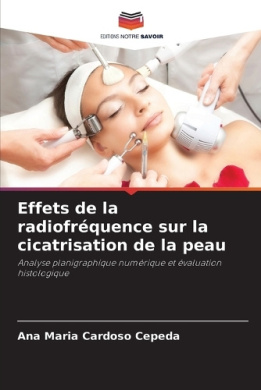 EDITIONS NOTRE SAVOIR
Effets de la
radiofréquence sur la
cicatrisation de la peau
Analyse planigraphique numérique et évaluation
histologique
Ana Maria Cardoso Cepeda